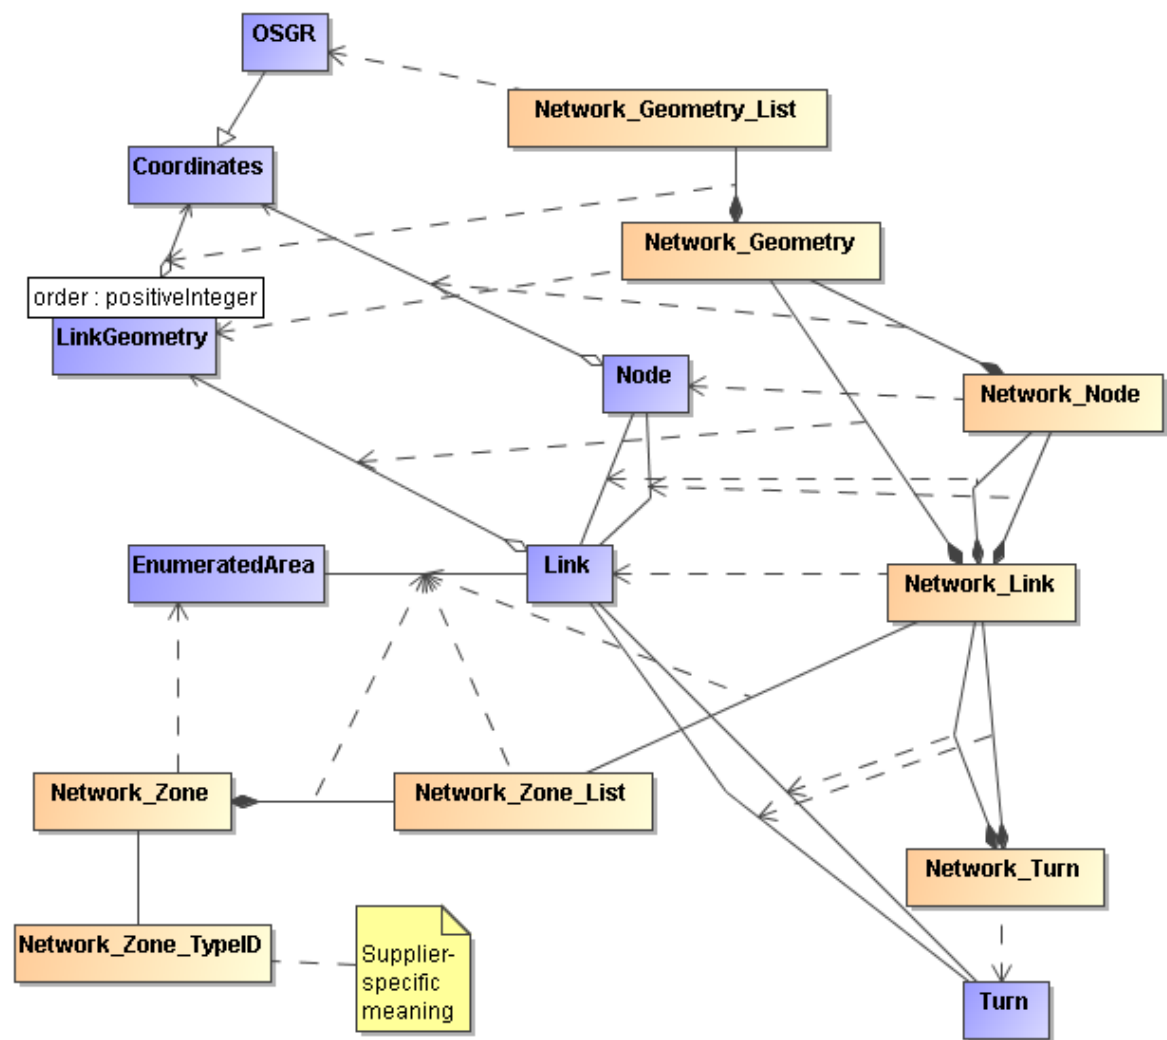 OSGR
Network_Geometry_List
Coordinates
Network_Geometry
order : positiveInteger
LinkGeometry
Node
Network_Node
EnumeratedArea
Link
Network_Link
Network_Zone
Network_Zone_List
Network_Turn
Network_Zone_TypeID
Supplier-
specific
meaning
Turn